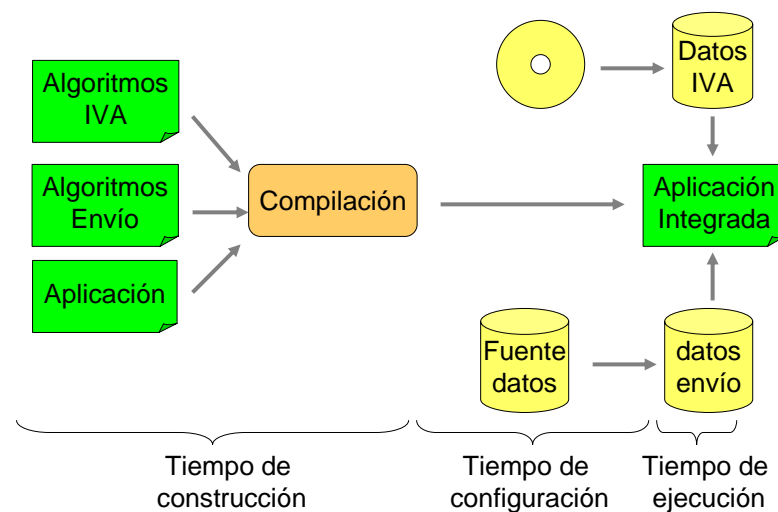 Algoritmos
IVA
Algoritmos
Envío
Aplicación
Compilación
Datos
IVA
Aplicación
Integrada
Fuente
datos
datos
envío
Tiempo de
construcción
Tiempo de
configuración
Tiempo de
ejecución